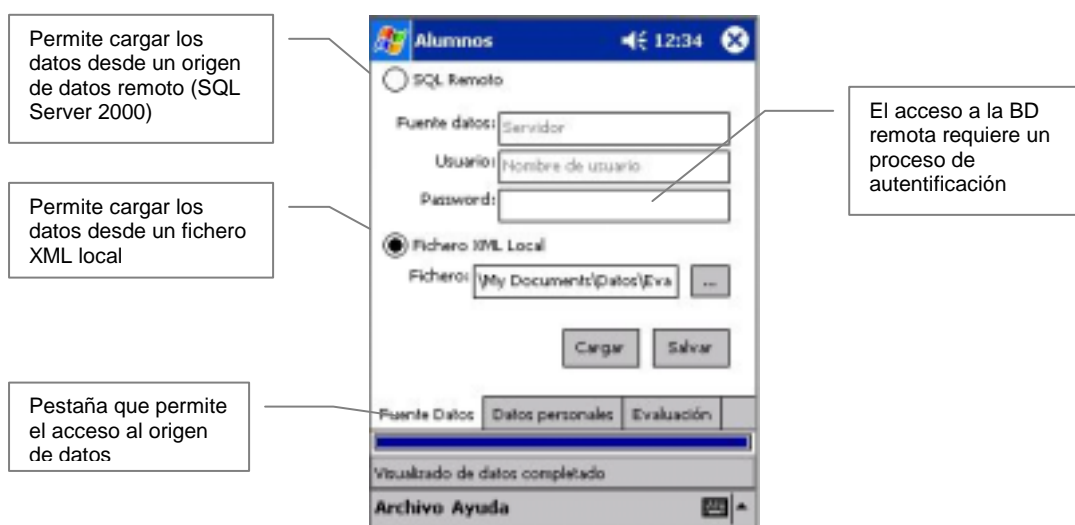 Permite cargar los
datos desde un origen
de datos remoto (SQL
Server 2000)
Permite cargar los
datos desde un fichero
XML local
Pestaña que permite
el acceso al origen
de datos
Alumnos 12:34
SQL Remoto
Fuente datos: Servidor
Usuario: Nombre de usuario
Password:
Fichero XML Local
Fichero: \My Documents\Datos\Eva ...
Cargar Salvar
Fuente Datos Datos personales Evaluación
Visualizado de datos completado
Archivo Ayuda
El acceso a la BD
remota requiere un
proceso de
autentificación